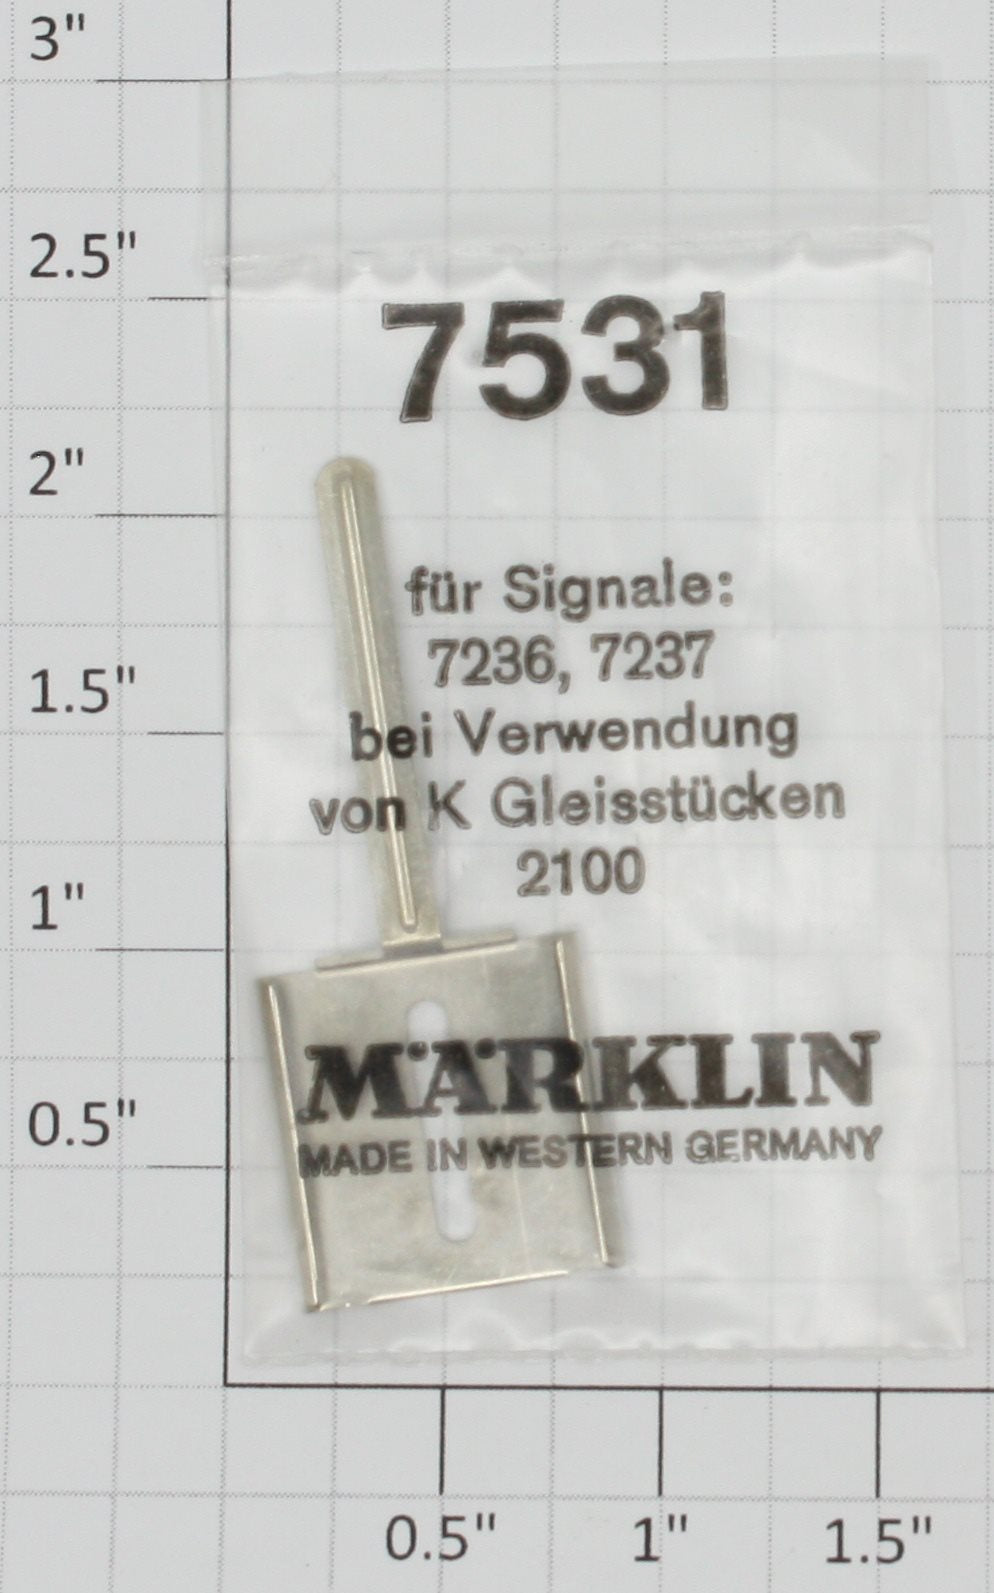 3"
2.5"
7531
2"
für Signale:
7236, 7237
1.5"
bei Verwendung
von K Gleisstücken
2100
1"
MÄRKLIN
0.5"
MADE IN WESTERN GERMANY
0.5" 1" 1.5"